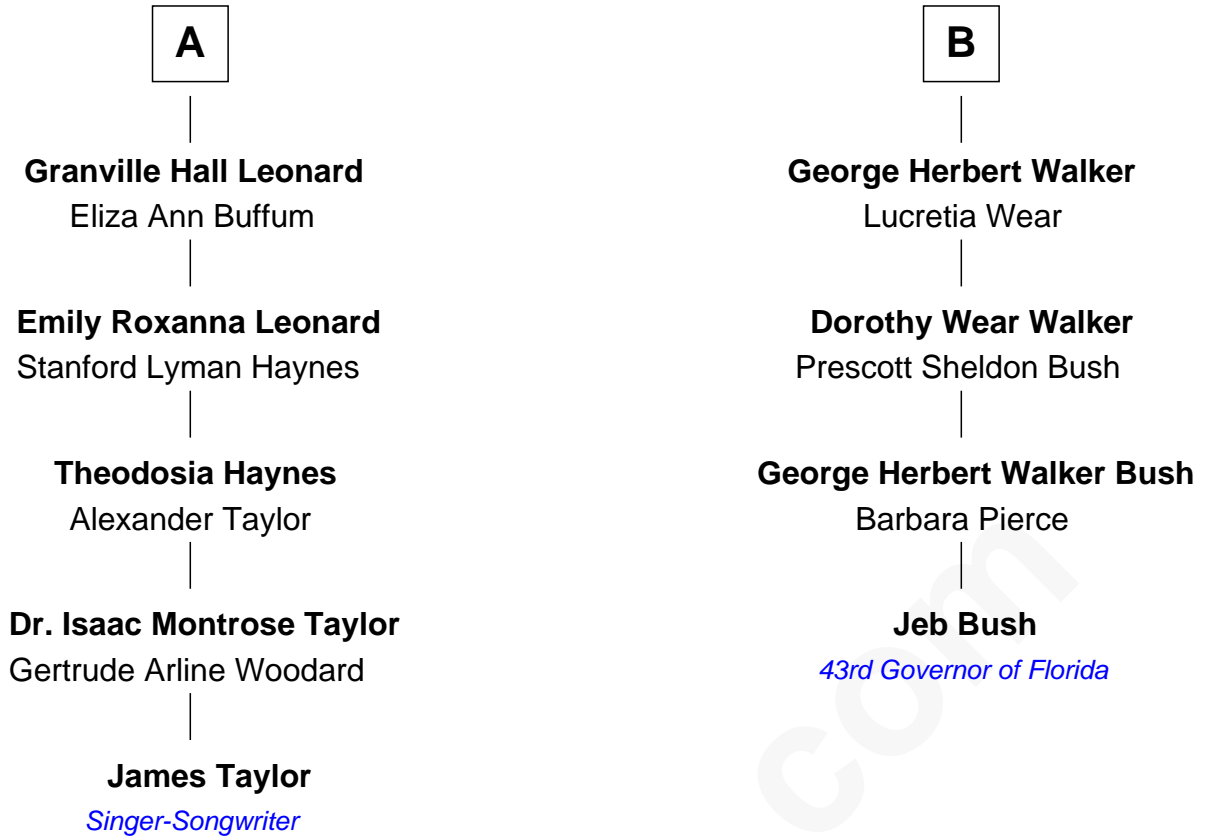 A
Granville Hall Leonard
Eliza Ann Buffum
Emily Roxanna Leonard
Stanford Lyman Haynes
Theodosia Haynes
Alexander Taylor
Dr. Isaac Montrose Taylor
Gertrude Arline Woodard
James Taylor
Singer-Songwriter
B
George Herbert Walker
Lucretia Wear
Dorothy Wear Walker
Prescott Sheldon Bush
George Herbert Walker Bush
Barbara Pierce
Jeb Bush
43rd Governor of Florida
com